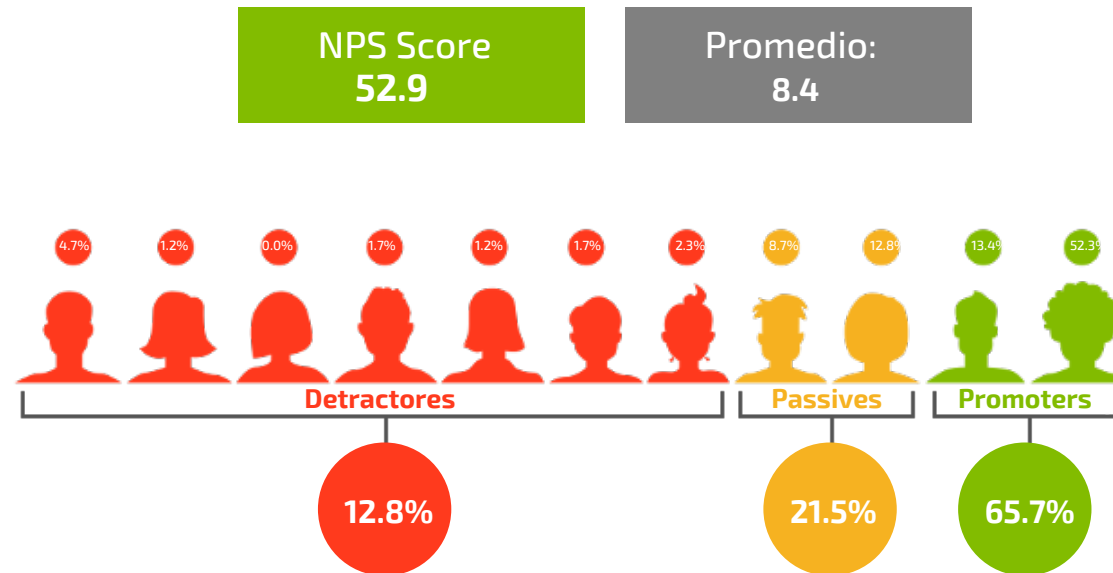 NPS Score
52.9
Promedio:
8.4
4.7% 1.2% 0.0% 1.7% 1.2% 1.7% 2.3% 8.7% 12.8% 13.4% 52.3%
Detractores Passives Promoters
12.8% 21.5% 65.7%